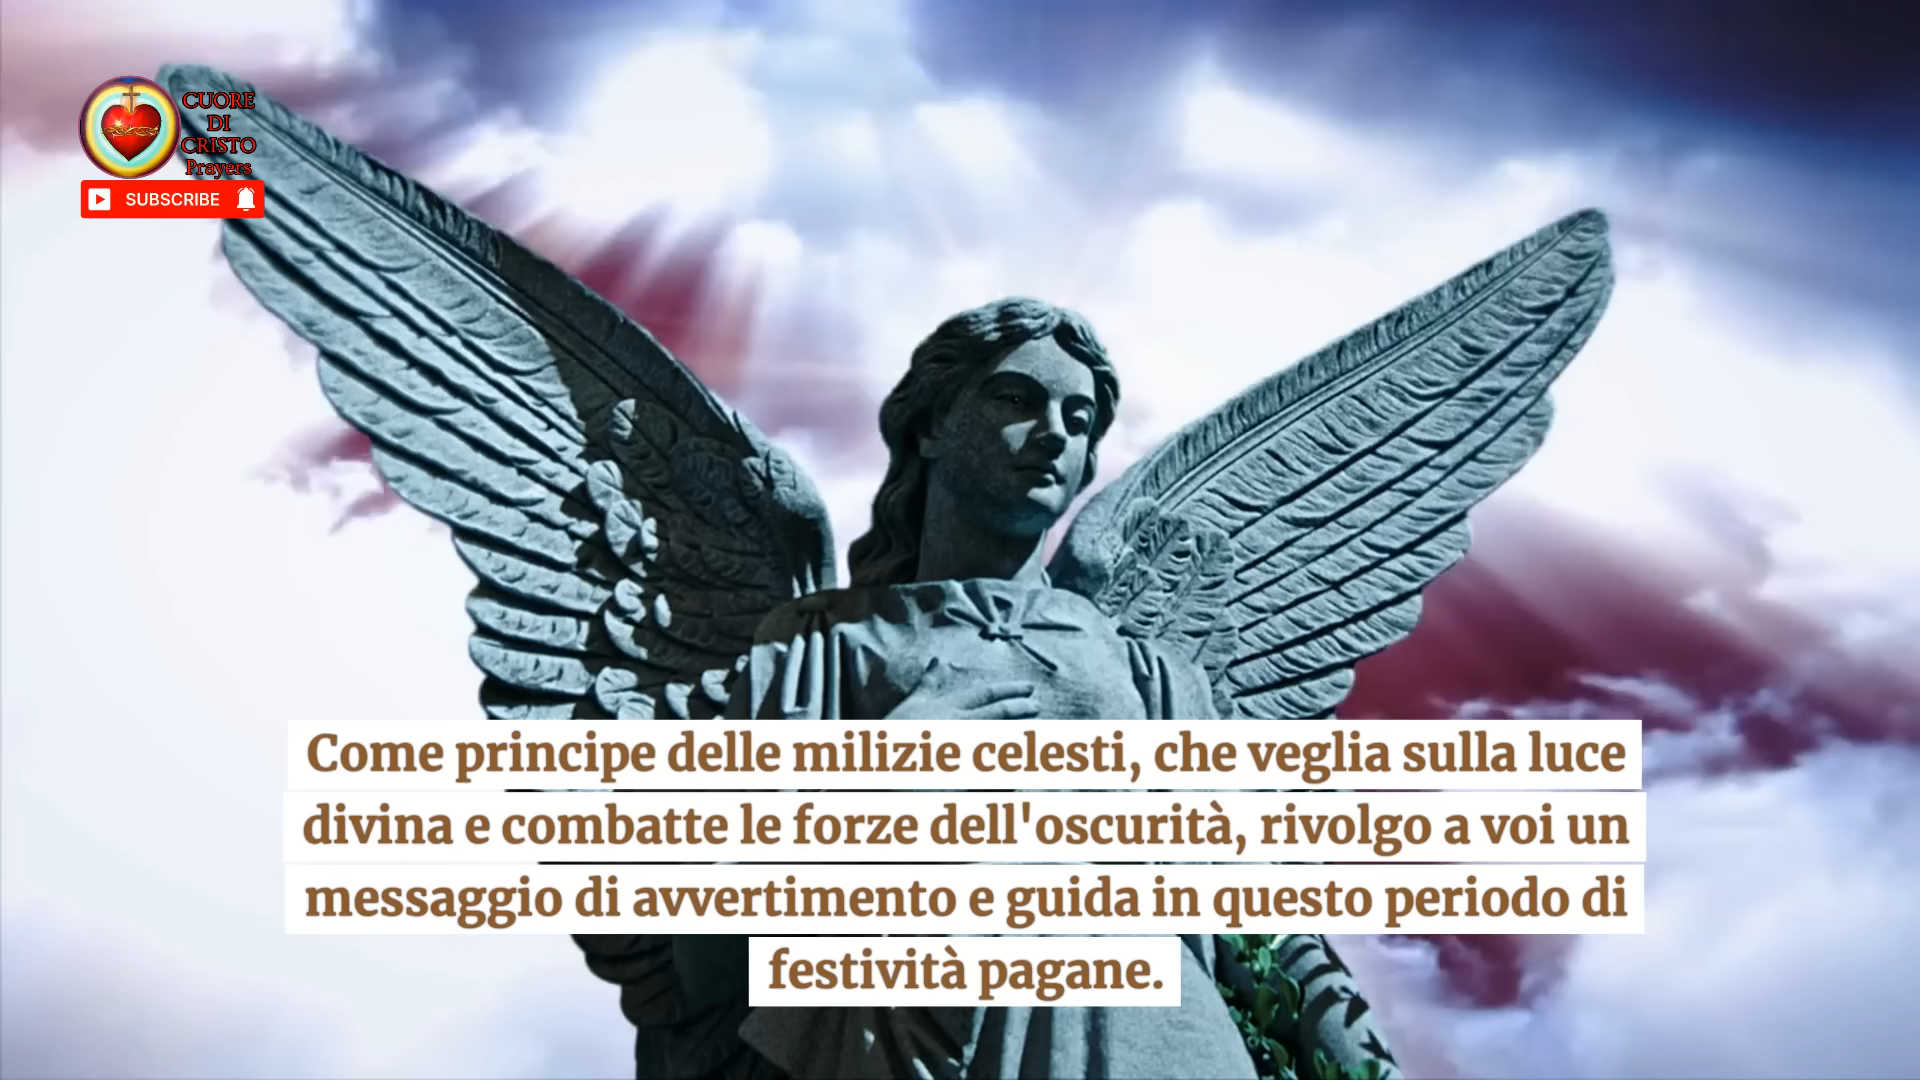 CUORE
DI
CRISTO
Prayers
SUBSCRIBE
Come principe delle milizie celesti, che veglia sulla luce
divina e combatte le forze dell'oscurità, rivolgo a voi un
messaggio di avvertimento e guida in questo periodo di
festività pagane.